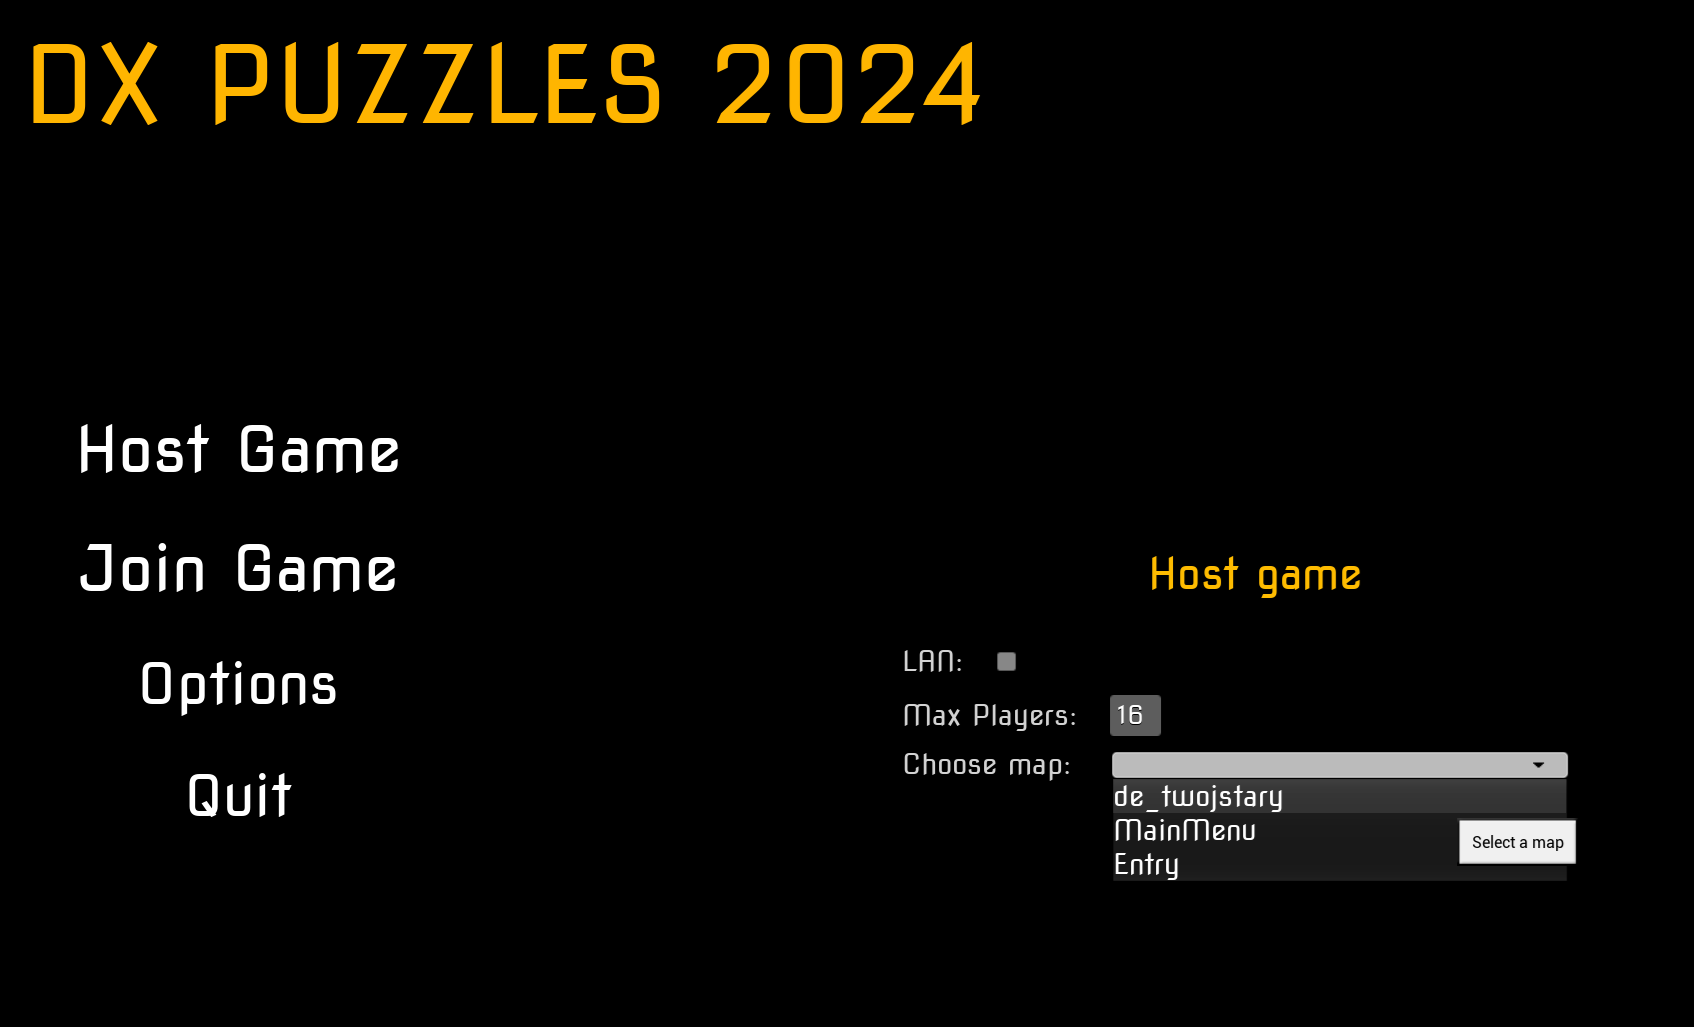 DX PUZZLES 2024
Host Game
Join Game
Options
Quit
Host game
LAN:
Max Players: 16
Choose map:
de_twojstary
MainMenu
Entry
Select a map